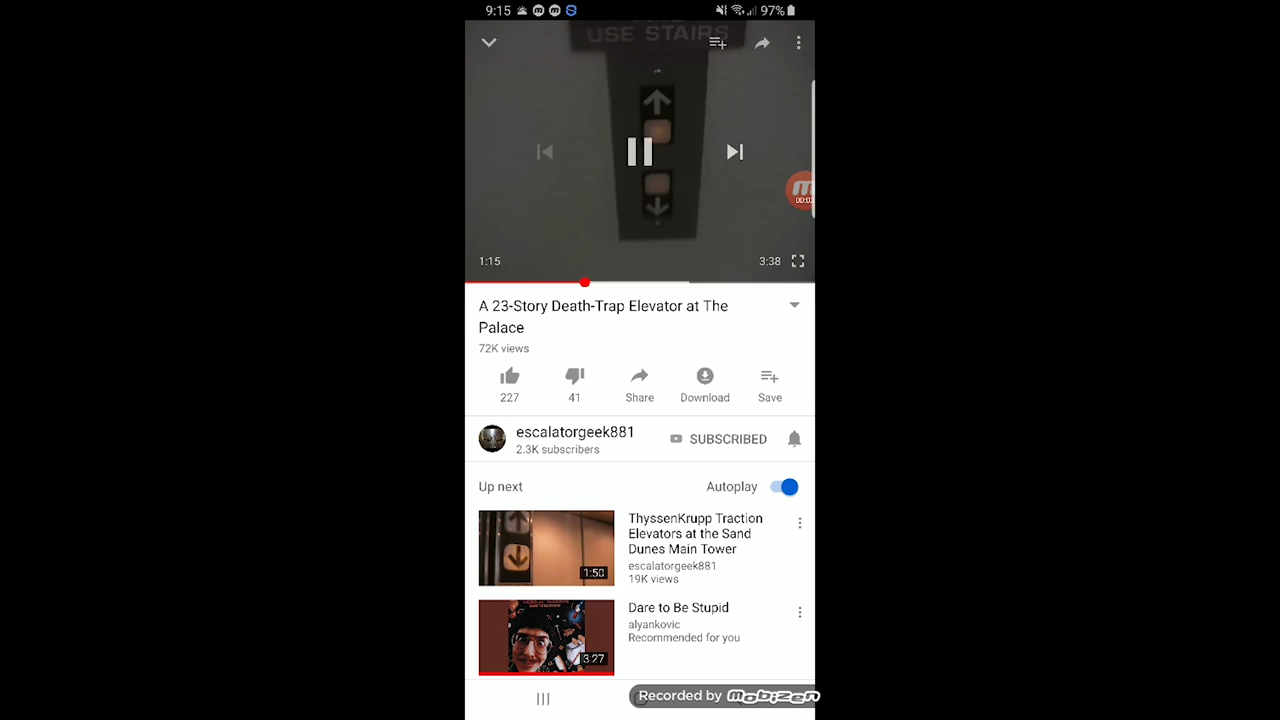 9:15
97%
USE STAIRS
00:03
1:15
3:38
A 23-Story Death-Trap Elevator at The
Palace
72K views
227
41
Share
Download
Save
escalatorgeek881
2.3K subscribers
SUBSCRIBED
Up next
Autoplay
ThyssenKrupp Traction
Elevators at the Sand
Dunes Main Tower
escalatorgeek881
19K views
1:50
Dare to Be Stupid
alyankovic
Recommended for you
3:27
Recorded by Mobizen